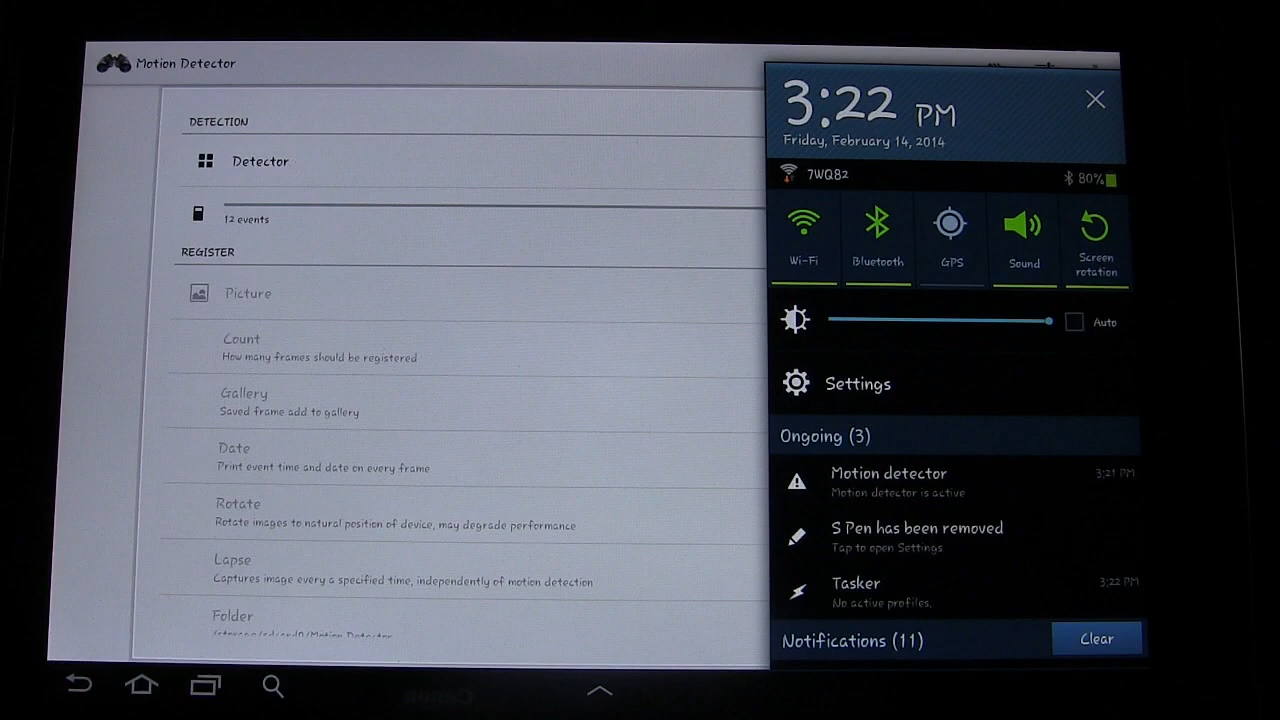 Motion Detector
DETECTION
Detector
12 events
REGISTER
Picture
Count
How many frames should be registered
Gallery
Saved frame add to gallery
Date
Print event time and date on every frame
Rotate
Rotate images to natural position of device, may degrade performance
Lapse
Captures image every a specified time, independently of motion detection
Folder
3:22 PM
Friday, February 14, 2014
7WQ82
80%
Wi-Fi
Bluetooth
GPS
Sound
Screen
rotation
Auto
Settings
Ongoing (3)
Motion detector
3:21 PM
Motion detector is active
S Pen has been removed
Tap to open Settings
Tasker
3:22 PM
No active profiles.
Notifications (11)
Clear